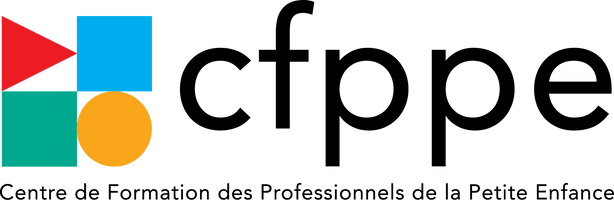 cfppe
Centre de Formation des Professionnels de la Petite Enfance